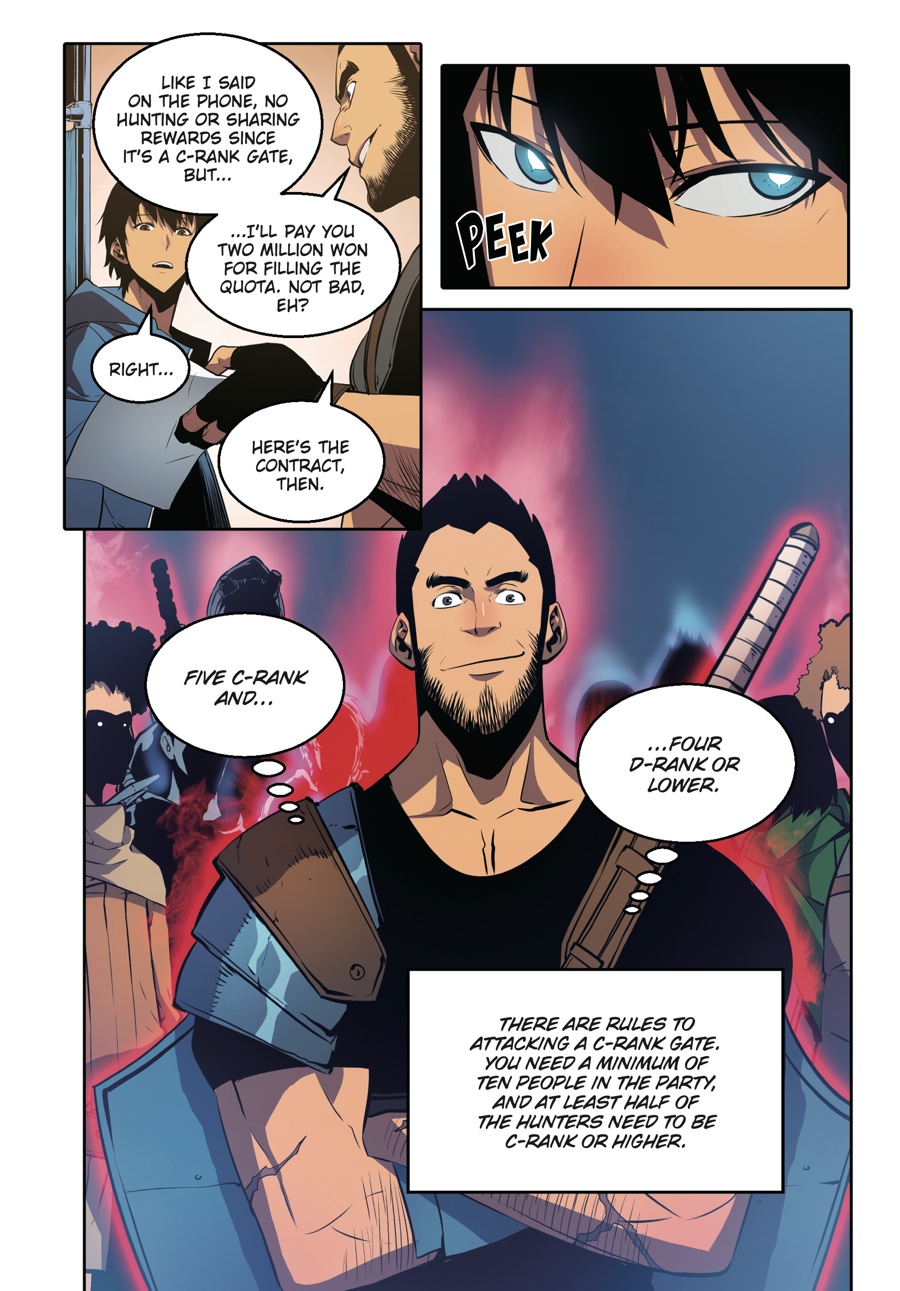 LIKE I SAID
ON THE PHONE, NO
HUNTING OR SHARING
REWARDS SINCE
IT'S A C-RANK GATE,
BUT...
...I'LL PAY YOU
TWO MILLION WON
FOR FILLING THE
QUOTA. NOT BAD,
EH?
RIGHT...
HERE'S THE
CONTRACT,
THEN.
PEEK
FIVE C-RANK
AND...
...FOUR
D-RANK OR
LOWER.
THERE ARE RULES TO
ATTACKING A C-RANK GATE.
YOU NEED A MINIMUM OF
TEN PEOPLE IN THE PARTY,
AND AT LEAST HALF OF
THE HUNTERS NEED TO BE
C-RANK OR HIGHER.